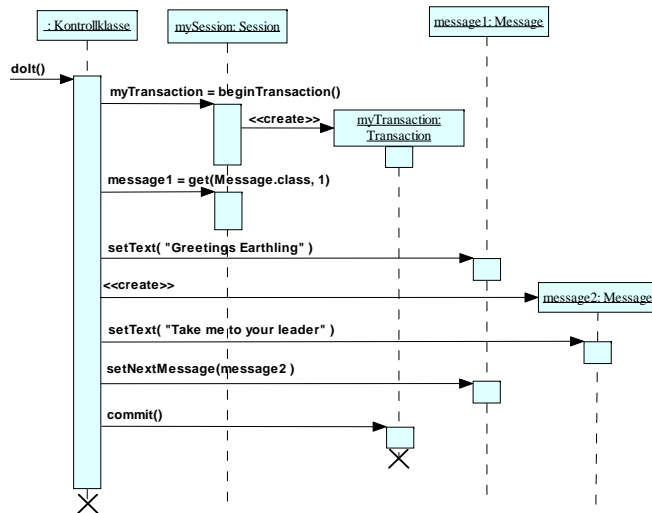 : Kontrollklasse
mySession: Session
message1: Message
doIt()
myTransaction = beginTransaction()
<<create>>
myTransaction:
Transaction
message1 = get(Message.class, 1)
setText( "Greetings Earthling" )
<<create>>
message2: Message
setText( "Take me to your leader" )
setNextMessage(message2 )
commit()